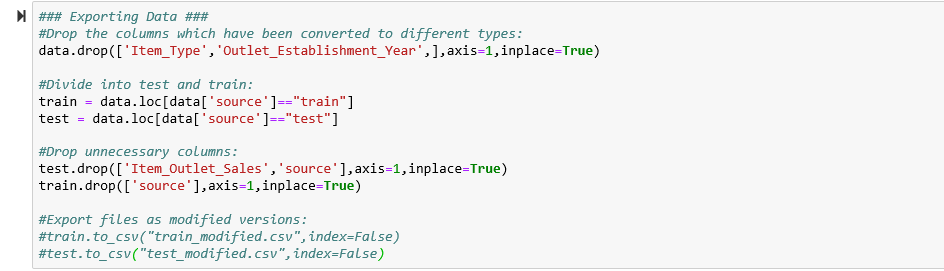 ### Exporting Data ###
#Drop the columns which have been converted to different types:
data.drop(['Item_Type','Outlet_Establishment_Year',],axis=1,inplace=True)
#Divide into test and train:
train = data.loc[data['source']=="train"]
test = data.loc[data['source']=="test"]
#Drop unnecessary columns:
test.drop(['Item_Outlet_Sales','source'],axis=1,inplace=True)
train.drop(['source'],axis=1,inplace=True)
#Export files as modified versions:
#train.to_csv("train_modified.csv",index=False)
#test.to_csv("test_modified.csv",index=False)